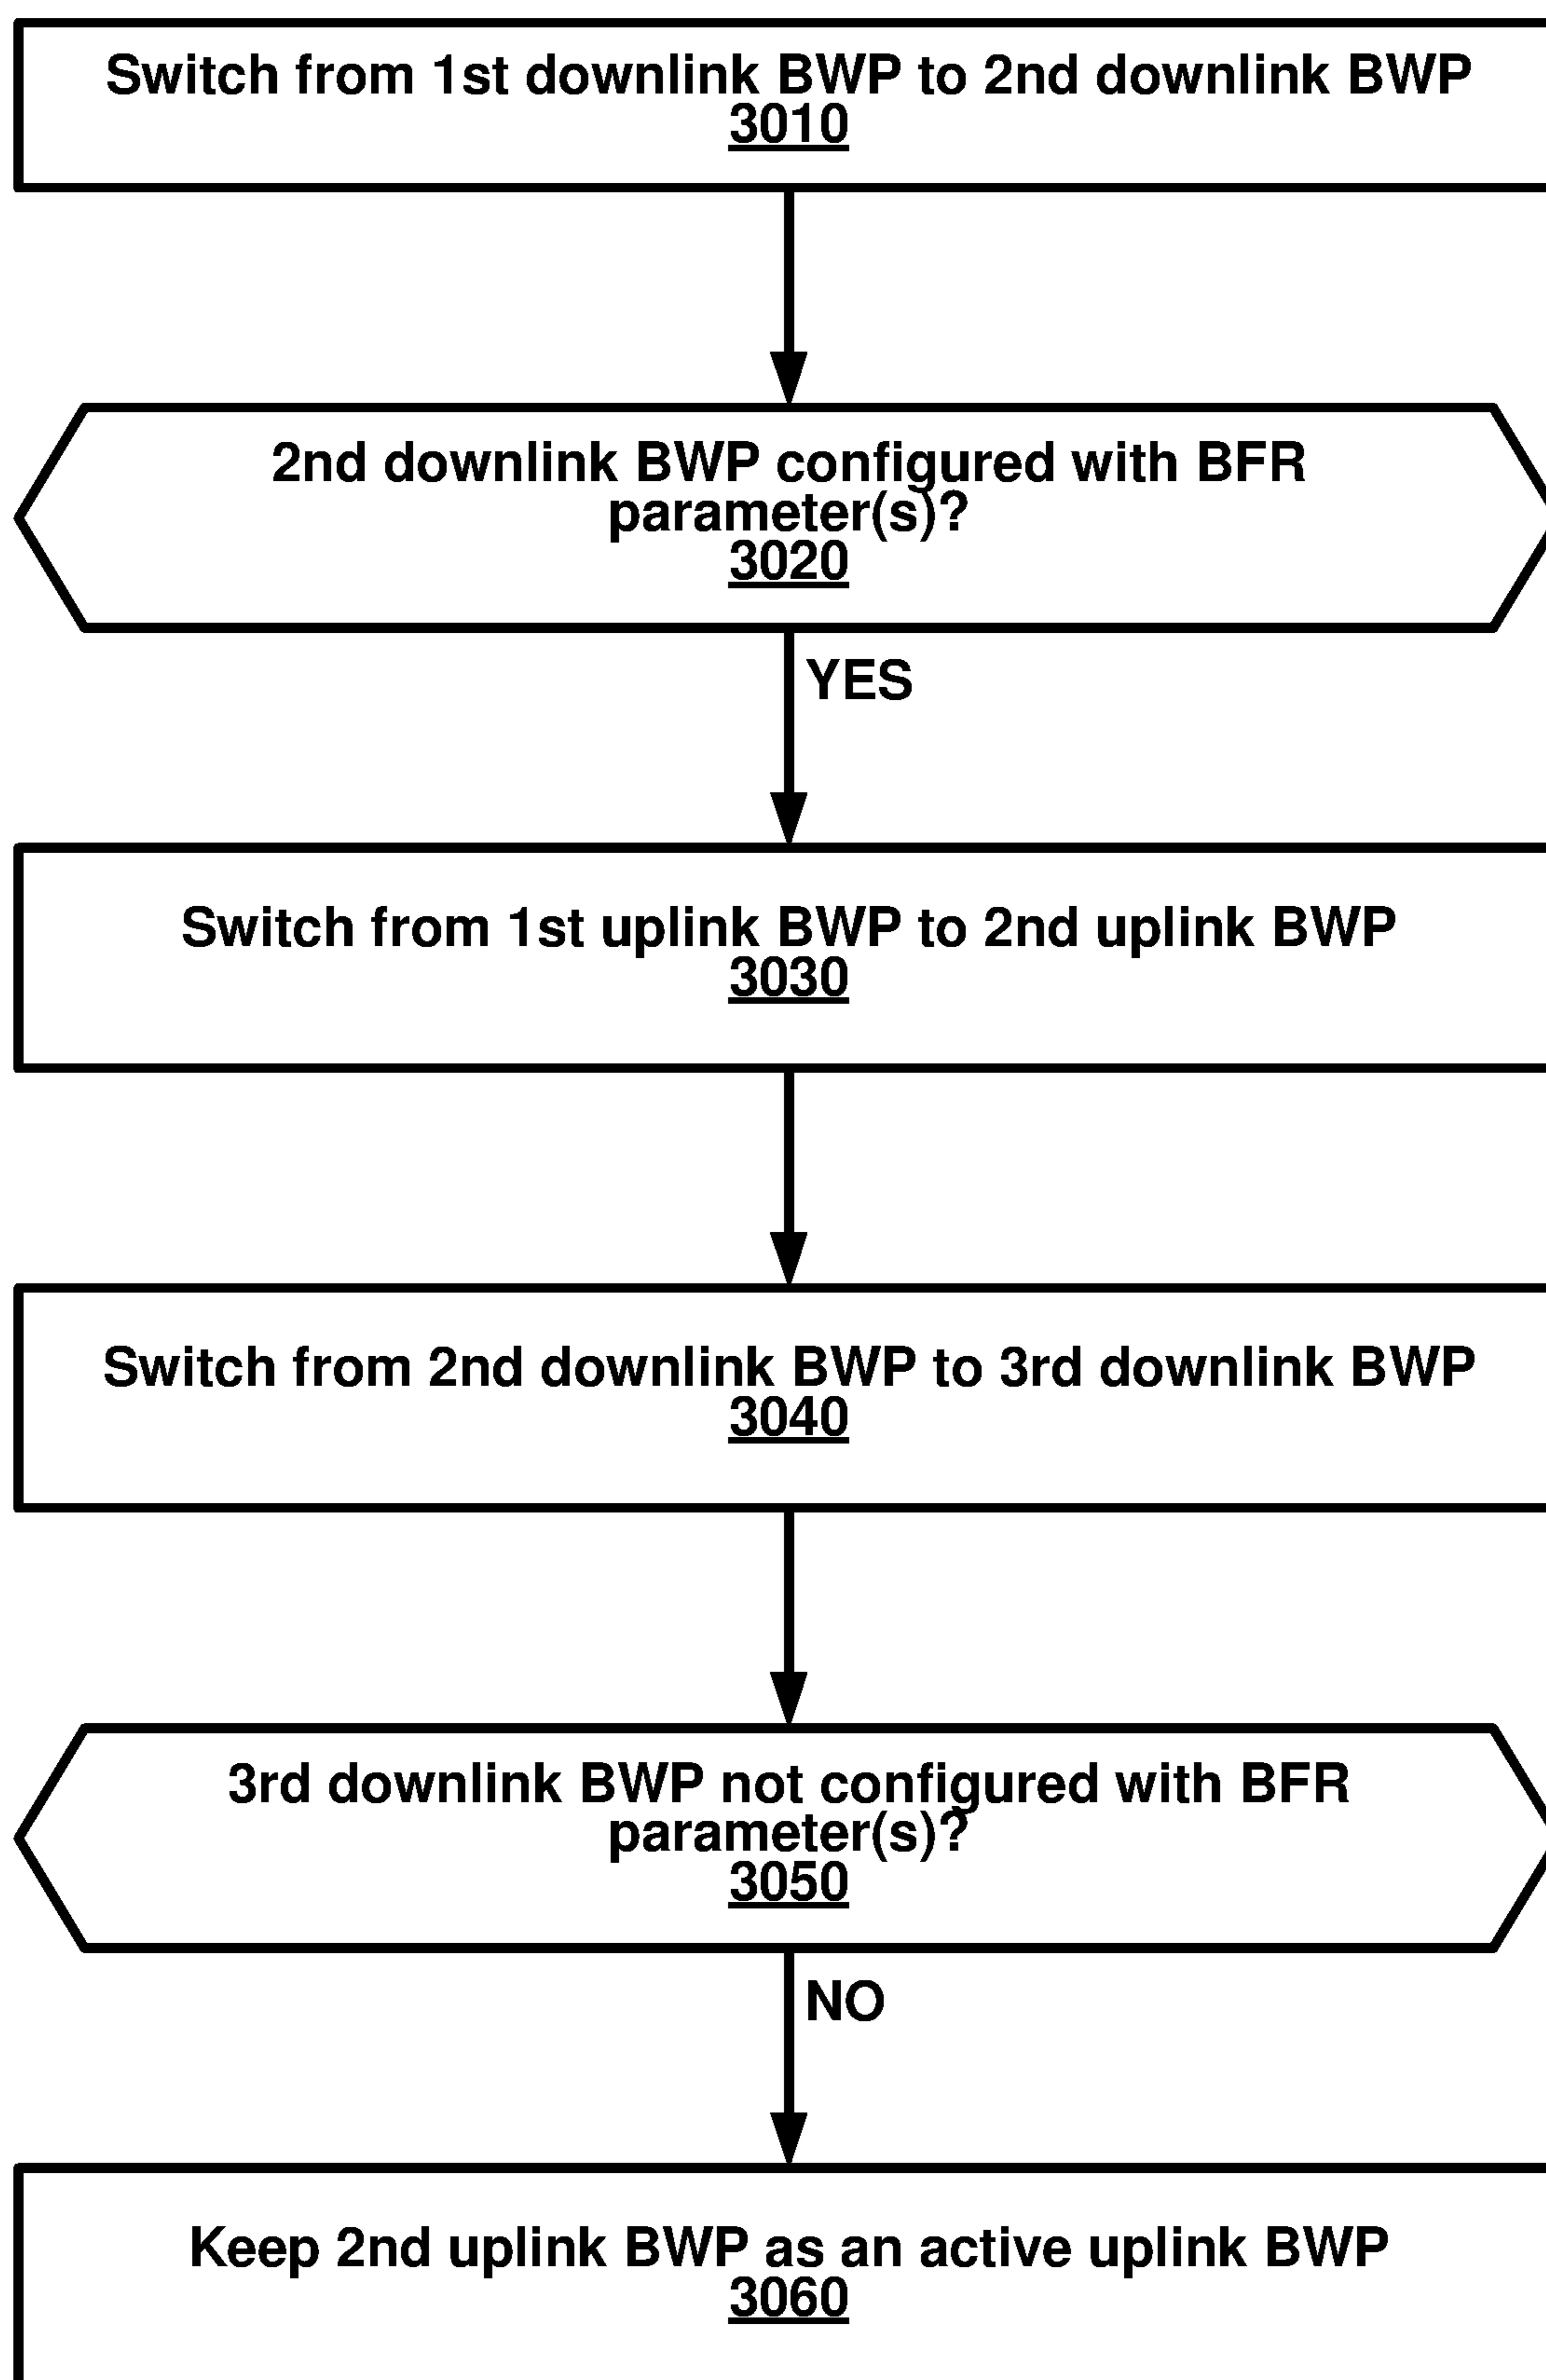 Switch from 1st downlink BWP to 2nd downlink BWP
3010
2nd downlink BWP configured with BFR
parameter(s)?
3020
YES
Switch from 1st uplink BWP to 2nd uplink BWP
3030
Switch from 2nd downlink BWP to 3rd downlink BWP
3040
3rd downlink BWP not configured with BFR
parameter(s)?
3050
NO
Keep 2nd uplink BWP as an active uplink BWP
3060